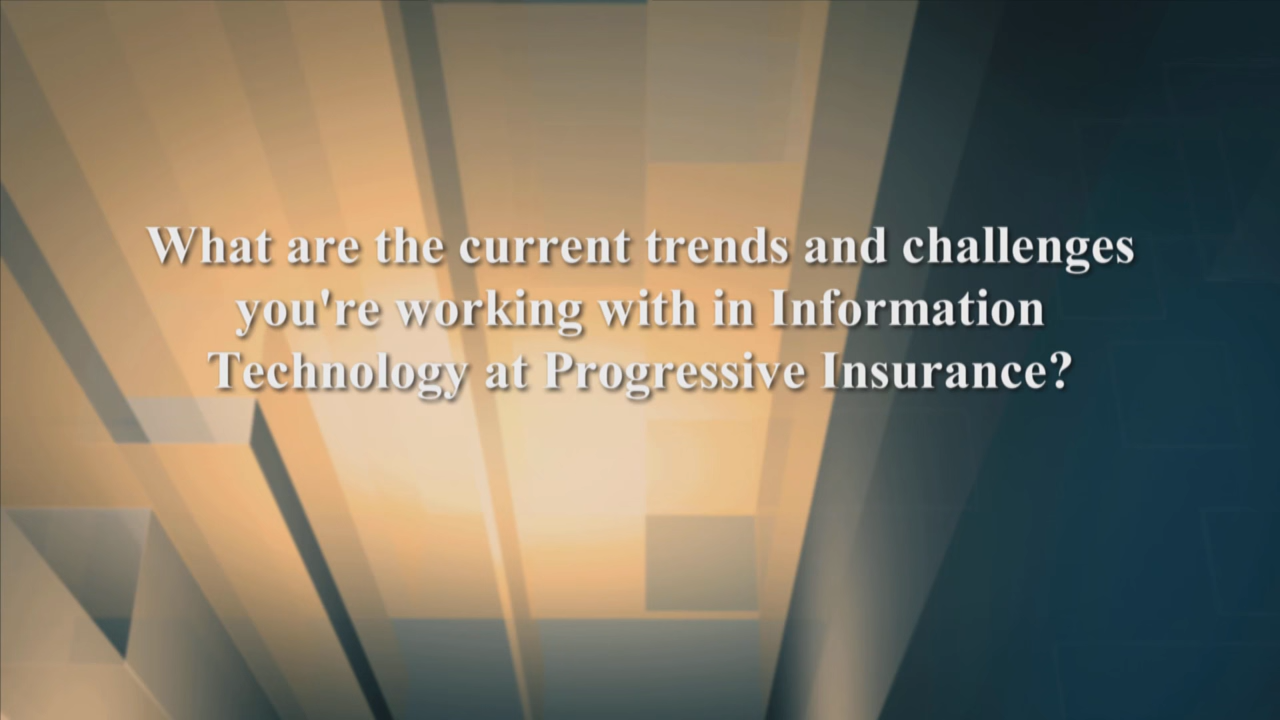 What are the current trends and challenges
you're working with in Information
Technology at Progressive Insurance?